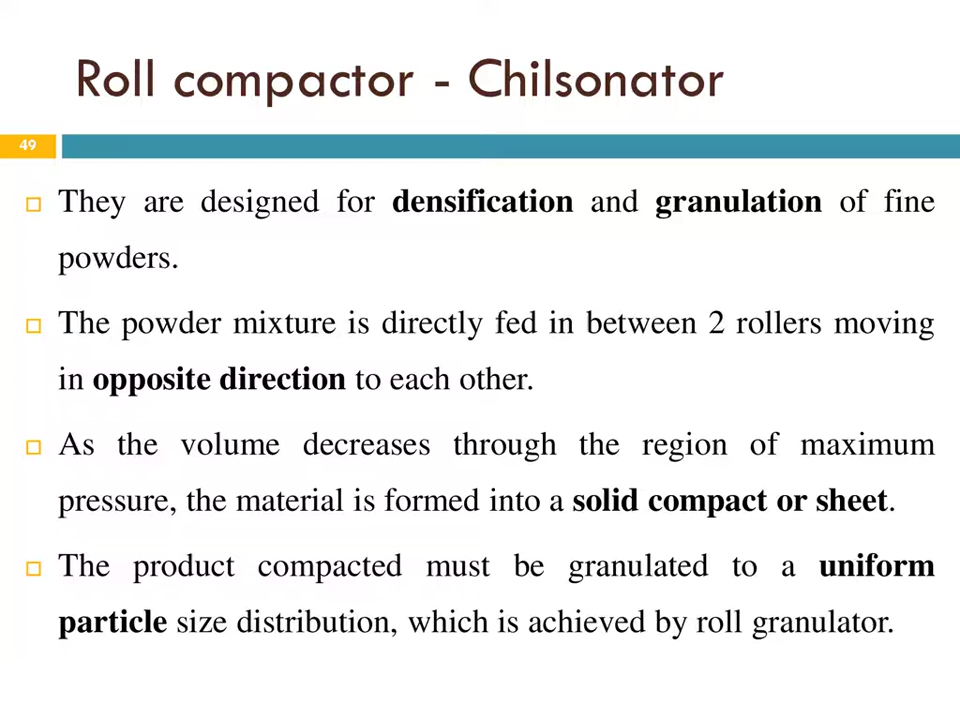 Roll compactor - Chilsonator
49
They are designed for densification and granulation of fine
powders.
The powder mixture is directly fed in between 2 rollers moving
in opposite direction to each other.
As the volume decreases through the region of maximum
pressure, the material is formed into a solid compact or sheet.
The product compacted must be granulated to a uniform
particle size distribution, which is achieved by roll granulator.